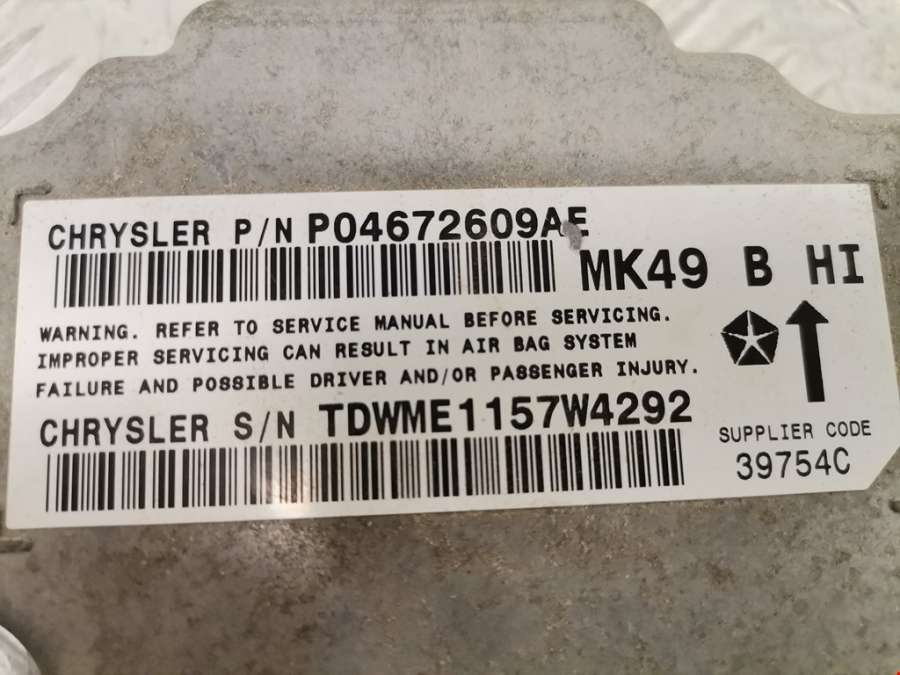 CHRYSLER P/N P04672609AE
MK49 B HI
WARNING. REFER TO SERVICE MANUAL BEFORE SERVICING.
IMPROPER SERVICING CAN RESULT IN AIR BAG SYSTEM
FAILURE AND POSSIBLE DRIVER AND/OR PASSENGER INJURY.
CHRYSLER S/N TDWME1157W4292
SUPPLIER CODE
39754C